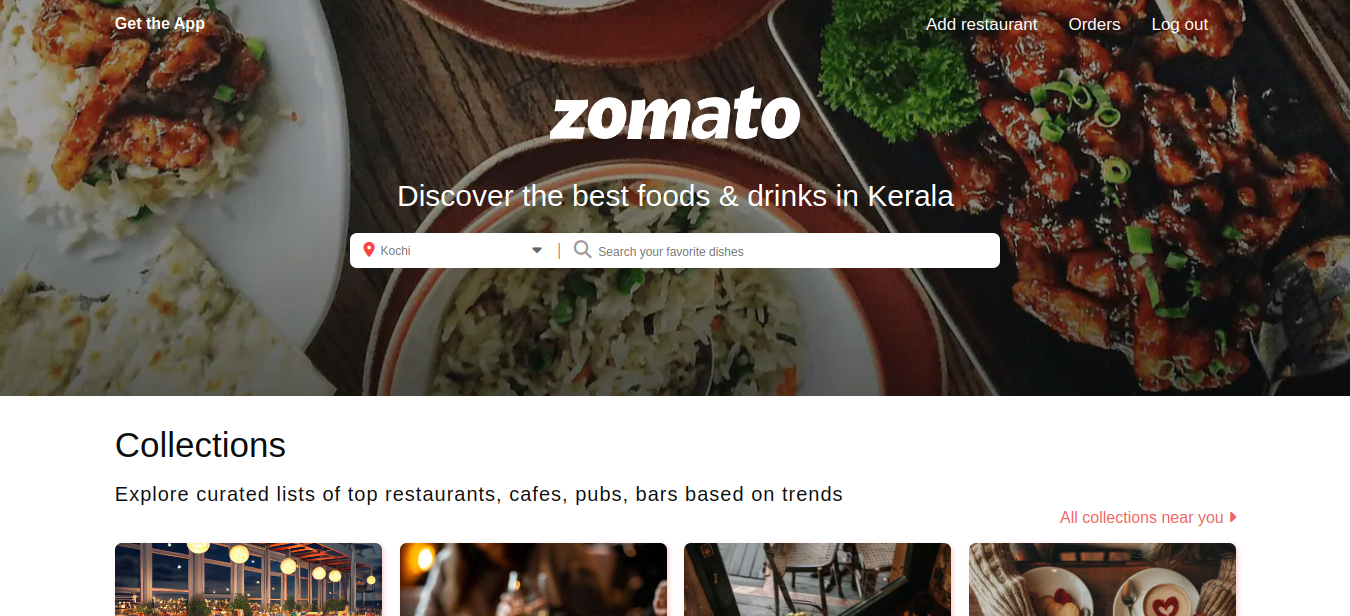 Get the App
Add restaurant Orders Log out
zomato
Discover the best foods & drinks in Kerala
Kochi | Search your favorite dishes
Collections
Explore curated lists of top restaurants, cafes, pubs, bars based on trends
All collections near you